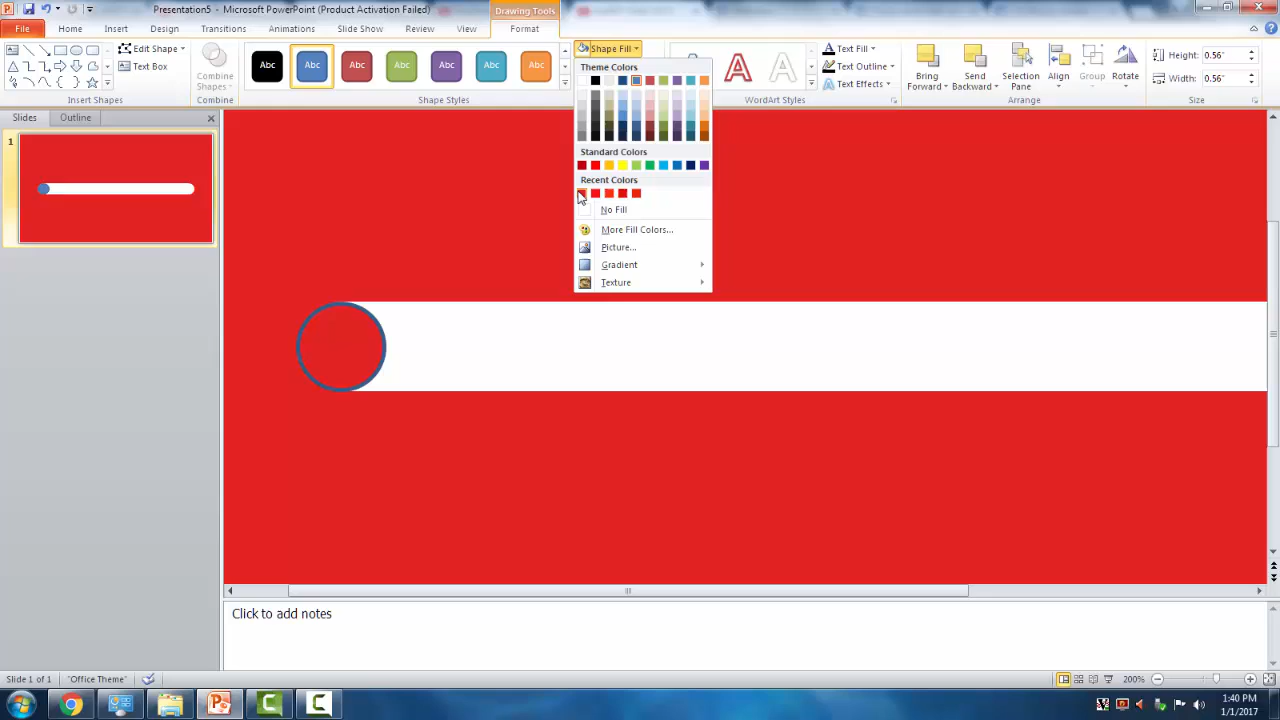 Presentation5 - Microsoft PowerPoint (Product Activation Failed)
Drawing Tools
File Home Insert Design Transitions Animations Slide Show Review View Format
Edit Shape
Text Box
Insert Shapes
Combine Shapes
Combine
Abc Abc Abc Abc Abc Abc Abc
Shape Styles
Shape Fill
Theme Colors
Standard Colors
Recent Colors
No Fill
More Fill Colors...
Picture...
Gradient
Texture
A A
WordArt Styles
Text Fill
Text Outline
Text Effects
Bring Forward
Send Backward
Selection Pane
Align
Group
Rotate
Arrange
Height: 0.56"
Width: 0.56"
Size
Slides Outline
1
Click to add notes
Slide 1 of 1 "Office Theme" 200%
1:40 PM
1/1/2017